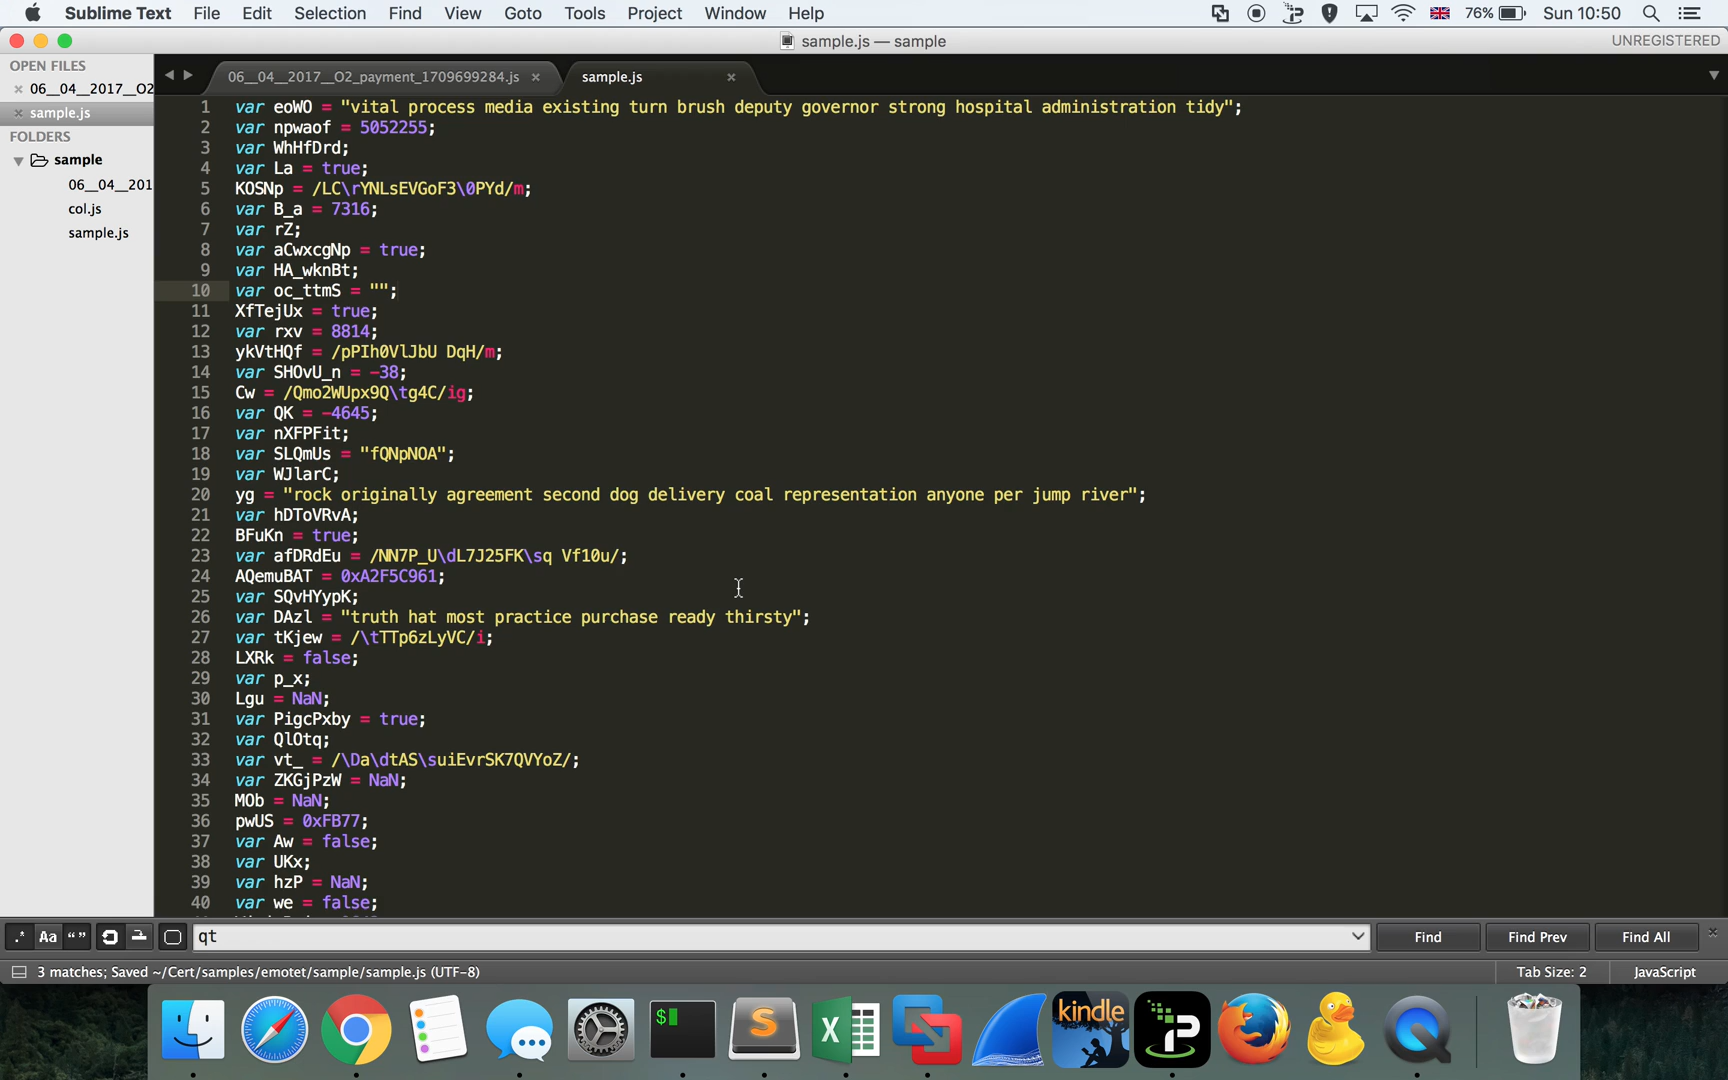 Sublime Text File Edit Selection Find View Goto Tools Project Window Help 76% Sun 10:50
sample.js — sample UNREGISTERED
OPEN FILES
06__04__2017__O2
sample.js
FOLDERS
sample
06__04__201
col.js
sample.js
06__04__2017__O2_payment_1709699284.js sample.js
1 var eoWO = "vital process media existing turn brush deputy governor strong hospital administration tidy";
2 var npwaof = 5052255;
3 var WhHfDrd;
4 var La = true;
5 KOSNp = /LC\rYNLsEVGoF3\0PYd/m;
6 var B_a = 7316;
7 var rZ;
8 var aCwxcgNp = true;
9 var HA_wknBt;
10 var oc_ttmS = "";
11 XfTejUx = true;
12 var rxv = 8814;
13 ykVtHQf = /pPIh0VlJbU DqH/m;
14 var SHOvU_n = -38;
15 Cw = /Qmo2WUpx9Q\tg4C/ig;
16 var QK = -4645;
17 var nXFPFit;
18 var SLQmUs = "fQNpNOA";
19 var WJlarC;
20 yg = "rock originally agreement second dog delivery coal representation anyone per jump river";
21 var hDToVRvA;
22 BFuKn = true;
23 var afDRdEu = /NN7P_U\dL7J25FK\sq Vf10u/;
24 AQemuBAT = 0xA2F5C961;
25 var SQvHYypK;
26 var DAzl = "truth hat most practice purchase ready thirsty";
27 var tKjew = /\tTTp6zLyVC/i;
28 LXRk = false;
29 var p_x;
30 Lgu = NaN;
31 var PigcPxby = true;
32 var QlOtq;
33 var vt_ = /\Da\dtAS\suiEvrSK7QVYoZ/;
34 var ZKGjPzW = NaN;
35 MOb = NaN;
36 pwUS = 0xFB77;
37 var Aw = false;
38 var UKx;
39 var hzP = NaN;
40 var we = false;
.* Aa “” qt Find Find Prev Find All
3 matches; Saved ~/Cert/samples/emotet/sample/sample.js (UTF-8) Tab Size: 2 JavaScript
kindle